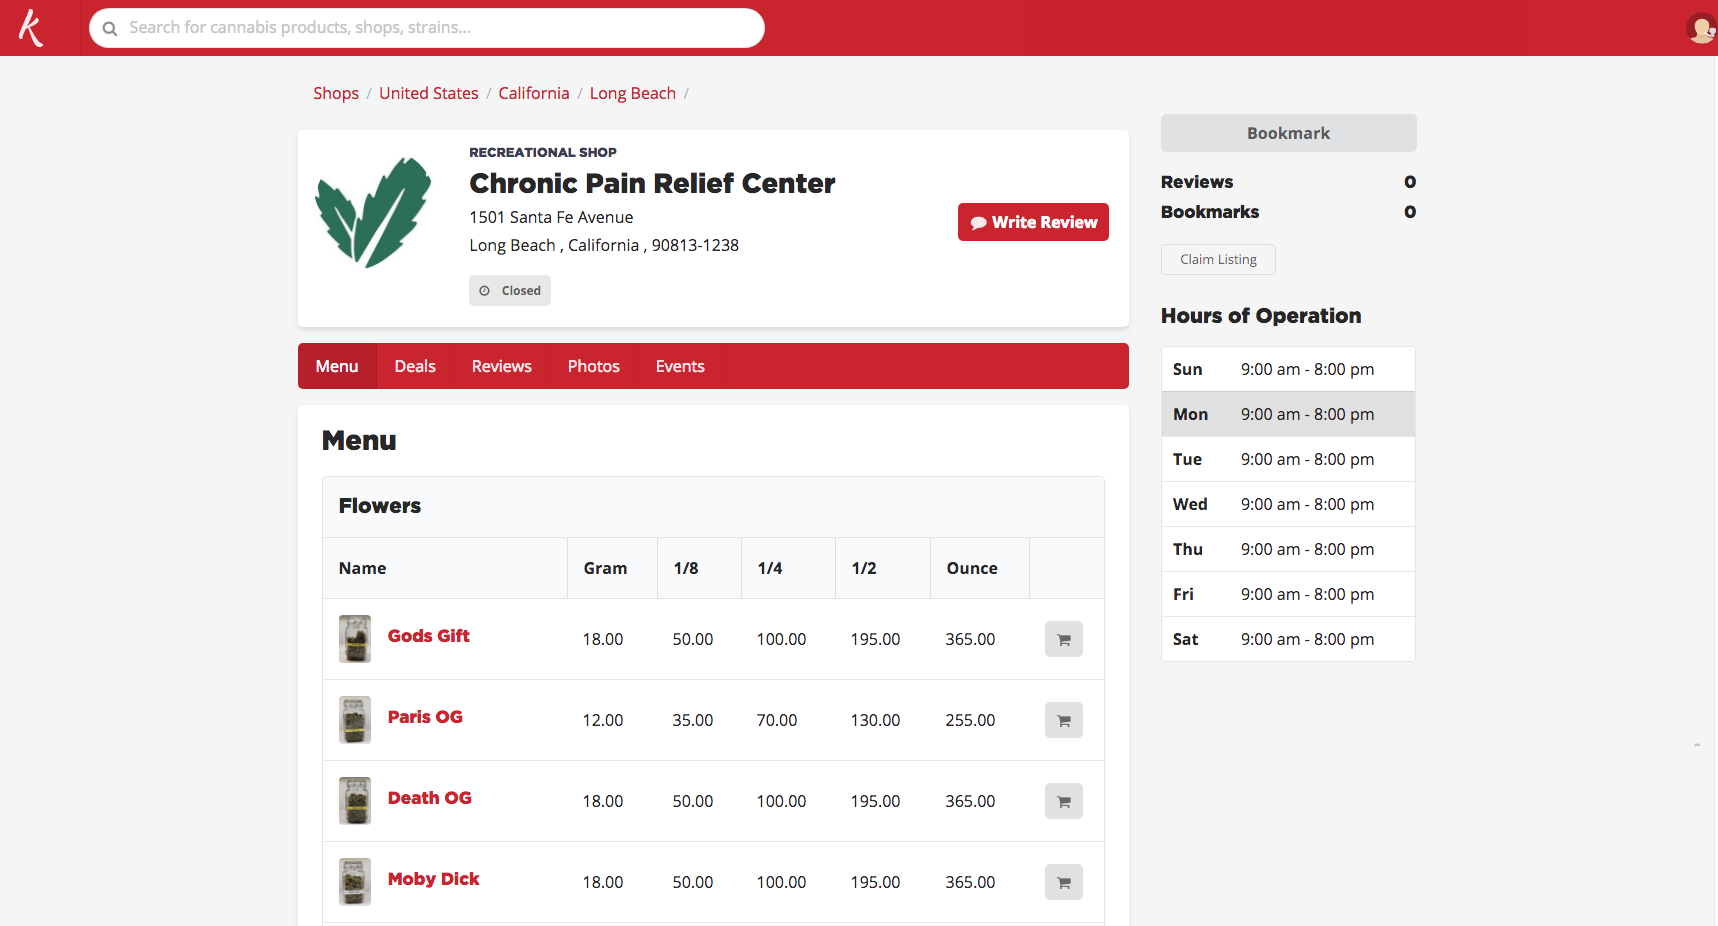 k
Search for cannabis products, shops, strains...
Shops / United States / California / Long Beach /
RECREATIONAL SHOP
Chronic Pain Relief Center
1501 Santa Fe Avenue
Long Beach , California , 90813-1238
Closed
Write Review
Menu Deals Reviews Photos Events
Menu
Flowers
Name Gram 1/8 1/4 1/2 Ounce
Gods Gift 18.00 50.00 100.00 195.00 365.00
Paris OG 12.00 35.00 70.00 130.00 255.00
Death OG 18.00 50.00 100.00 195.00 365.00
Moby Dick 18.00 50.00 100.00 195.00 365.00
Bookmark
Reviews 0
Bookmarks 0
Claim Listing
Hours of Operation
Sun 9:00 am - 8:00 pm
Mon 9:00 am - 8:00 pm
Tue 9:00 am - 8:00 pm
Wed 9:00 am - 8:00 pm
Thu 9:00 am - 8:00 pm
Fri 9:00 am - 8:00 pm
Sat 9:00 am - 8:00 pm